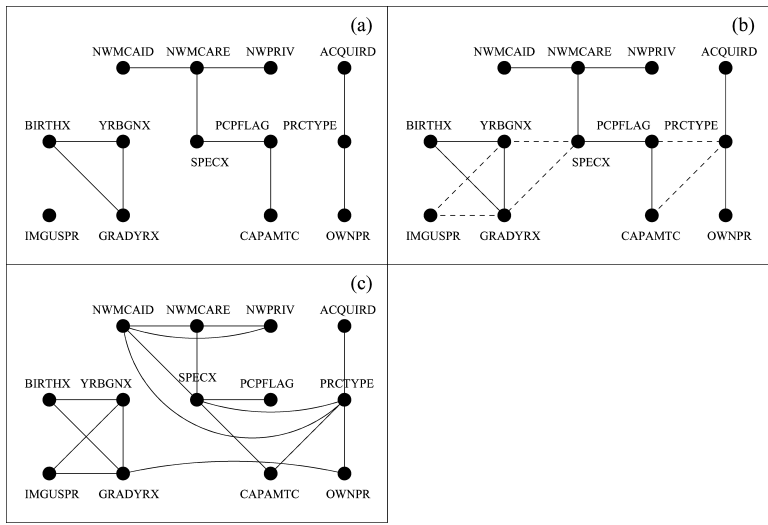 (a)
NWMCAID NWMCARE NWPRIV ACQUIRD
BIRTHX YRBGNX PCPFLAG PRCTYPE
SPECX
IMGUSPR GRADYRX CAPAMTC OWNPR
(b)
NWMCAID NWMCARE NWPRIV ACQUIRD
BIRTHX YRBGNX PCPFLAG PRCTYPE
SPECX
IMGUSPR GRADYRX CAPAMTC OWNPR
(c)
NWMCAID NWMCARE NWPRIV ACQUIRD
SPECX
BIRTHX YRBGNX PCPFLAG PRCTYPE
IMGUSPR GRADYRX CAPAMTC OWNPR